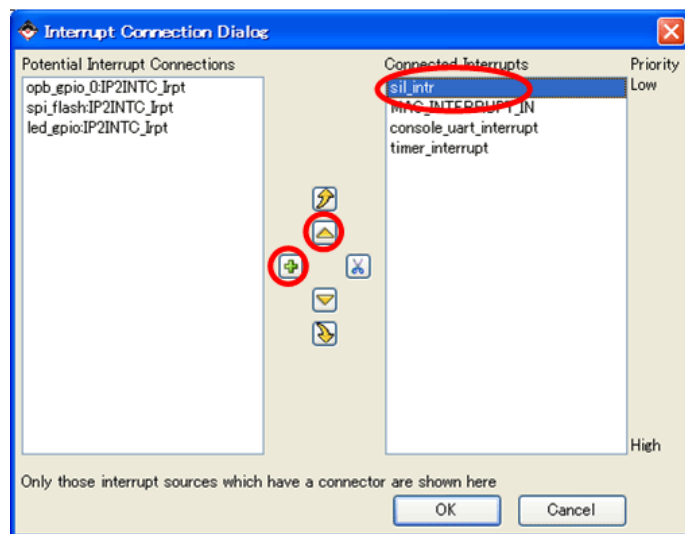 Interrupt Connection Dialog
Potential Interrupt Connections
opb_gpio_0:IP2INTC_Irpt
spi_flash:IP2INTC_Irpt
led_gpio:IP2INTC_Irpt
Connected Interrupts
sil_intr
MAC_INTERRUPT_IN
console_uart_interrupt
timer_interrupt
Priority
Low
High
Only those interrupt sources which have a connector are shown here
OK
Cancel